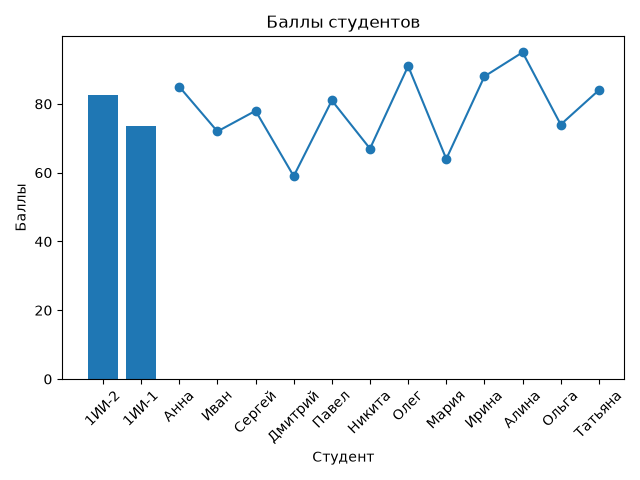 Баллы студентов
Баллы
80
60
40
20
0
1ИИ-2
1ИИ-1
Анна
Иван
Сергей
Дмитрий
Павел
Никита
Олег
Мария
Ирина
Алина
Ольга
Татьяна
Студент